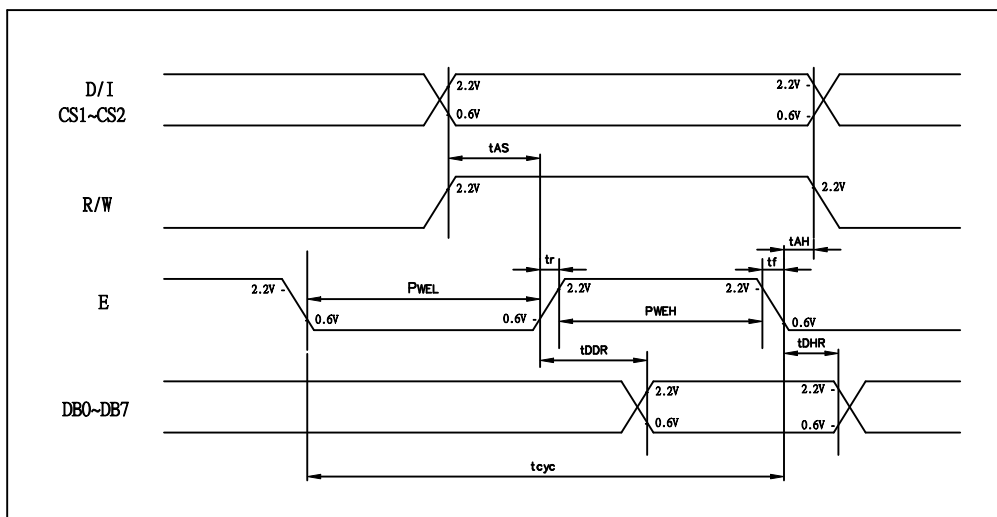 D/I
CS1~CS2
2.2V
0.6V
2.2V -
0.6V -
tAS
R/W
2.2V
2.2V
tAH
E
2.2V -
0.6V
PWEL
0.6V -
tr
2.2V
PWEH
2.2V -
tf
0.6V
tDDR
tDHR
DB0~DB7
2.2V
0.6V
2.2V -
0.6V -
tcyc